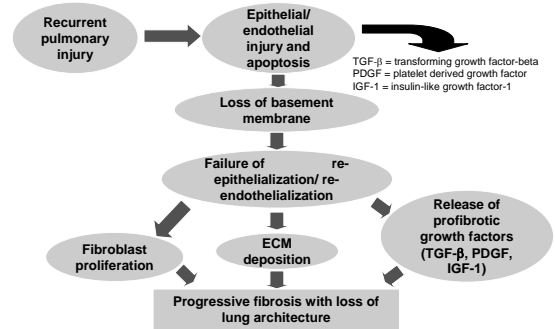 Recurrent
pulmonary
injury
Epithelial/
endothelial
injury and
apoptosis
TGF-β = transforming growth factor-beta
PDGF = platelet derived growth factor
IGF-1 = insulin-like growth factor-1
Loss of basement
membrane
Failure of re-
epithelialization/ re-
endothelialization
Fibroblast
proliferation
ECM
deposition
Release of
profibrotic
growth factors
(TGF-β, PDGF,
IGF-1)
Progressive fibrosis with loss of
lung architecture